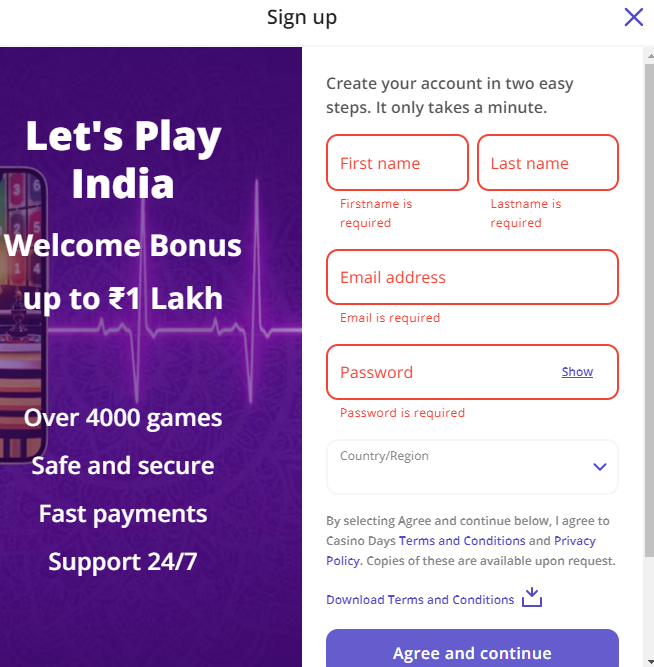 Sign up
Let's Play
India
Welcome Bonus
up to ₹1 Lakh
Over 4000 games
Safe and secure
Fast payments
Support 24/7
Create your account in two easy
steps. It only takes a minute.
First name
Last name
Firstname is
required
Lastname is
required
Email address
Email is required
Password
Show
Password is required
Country/Region
By selecting Agree and continue below, I agree to
Casino Days Terms and Conditions and Privacy
Policy. Copies of these are available upon request.
Download Terms and Conditions
Agree and continue